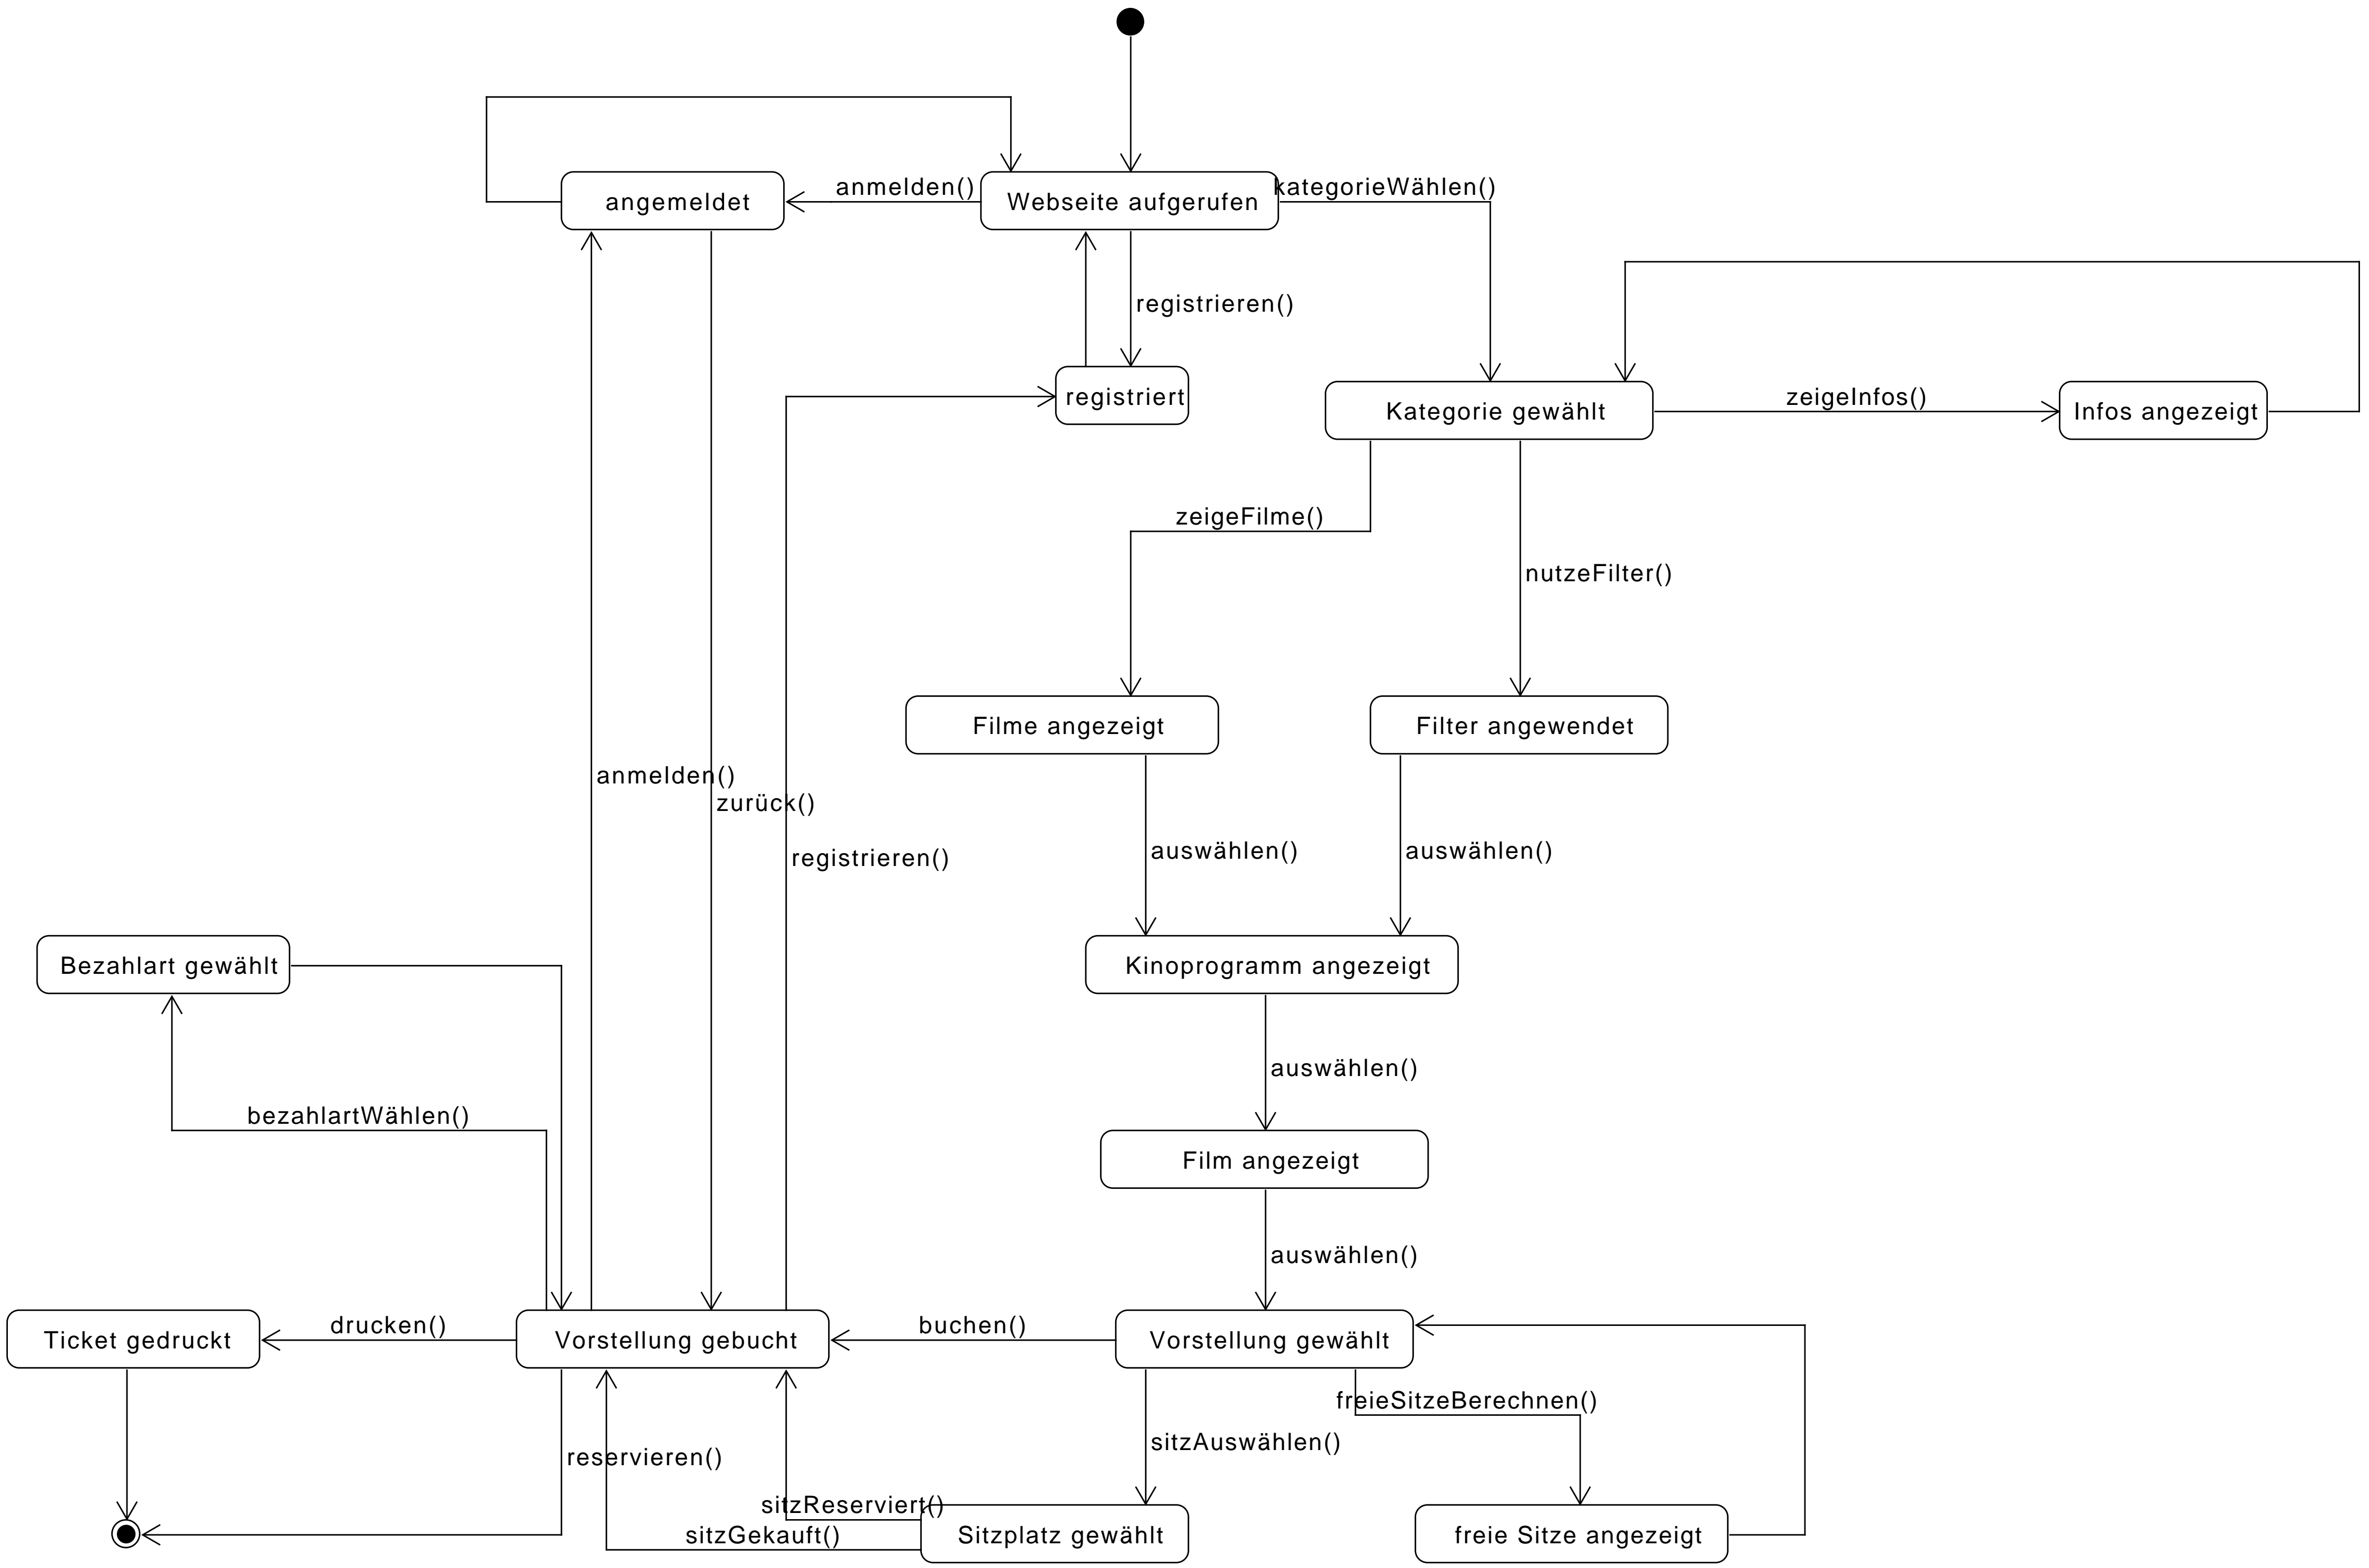 anmelden()
kategorieWählen()
angemeldet
Webseite aufgerufen
registrieren()
registriert
Kategorie gewählt
zeigeInfos()
Infos angezeigt
zeigeFilme()
nutzeFilter()
Filme angezeigt
Filter angewendet
anmelden()
zurück()
registrieren()
auswählen()
auswählen()
Bezahlart gewählt
Kinoprogramm angezeigt
auswählen()
bezahlartWählen()
Film angezeigt
auswählen()
Ticket gedruckt
drucken()
Vorstellung gebucht
buchen()
Vorstellung gewählt
freieSitzeBerechnen()
reservieren()
sitzAuswählen()
sitzReserviert()
sitzGekauft()
Sitzplatz gewählt
freie Sitze angezeigt